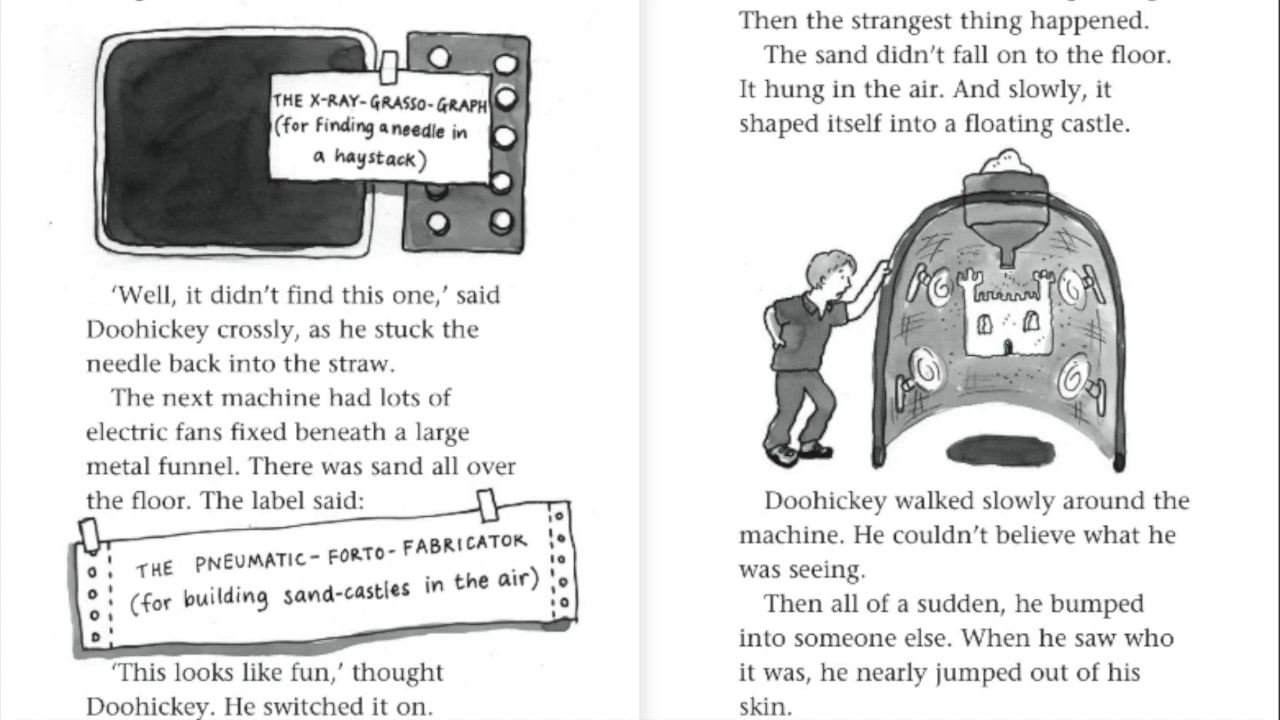 THE X-RAY-GRASSO-GRAPH
(for finding a needle in
a haystack)
‘Well, it didn’t find this one,’ said
Doohickey crossly, as he stuck the
needle back into the straw.
The next machine had lots of
electric fans fixed beneath a large
metal funnel. There was sand all over
the floor. The label said:
THE PNEUMATIC-FORTO-FABRICATOR
(for building sand-castles in the air)
‘This looks like fun,’ thought
Doohickey. He switched it on.
Then the strangest thing happened.
The sand didn’t fall on to the floor.
It hung in the air. And slowly, it
shaped itself into a floating castle.
Doohickey walked slowly around the
machine. He couldn’t believe what he
was seeing.
Then all of a sudden, he bumped
into someone else. When he saw who
it was, he nearly jumped out of his
skin.